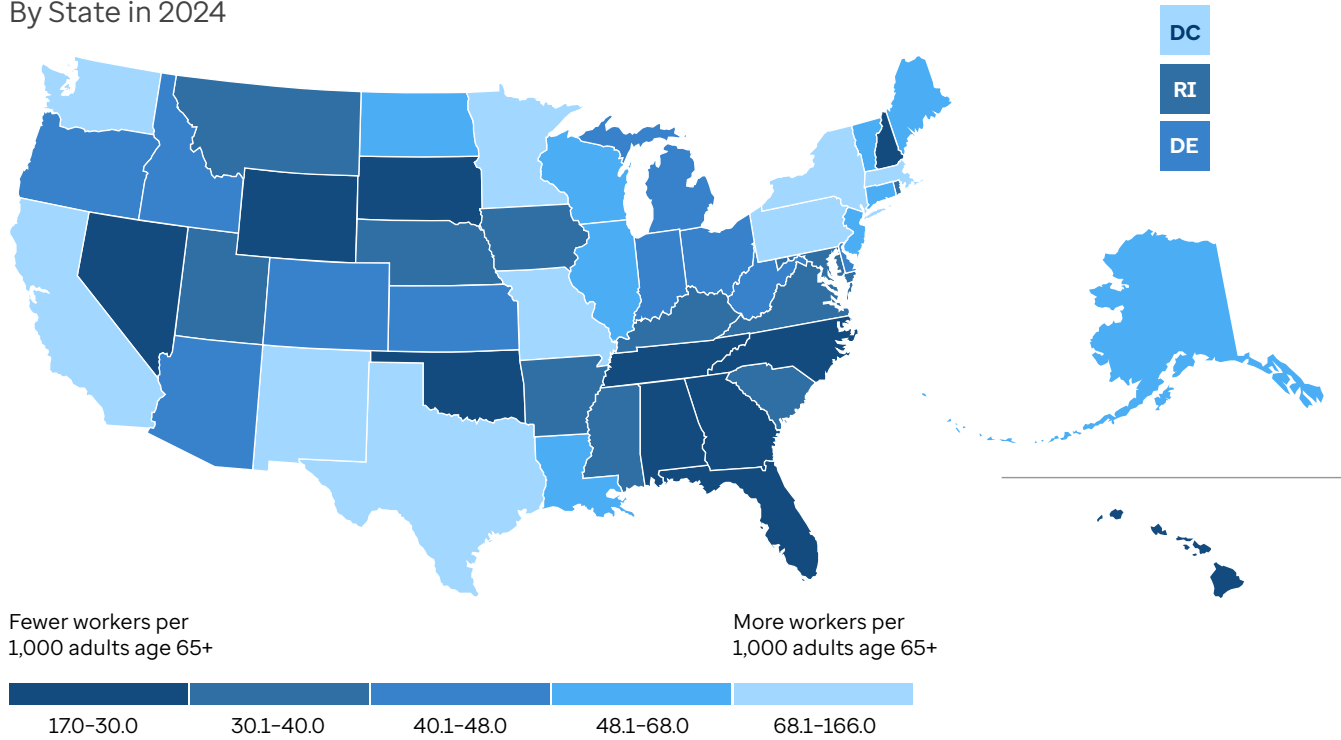 By State in 2024
DC
RI
DE
Fewer workers per
1,000 adults age 65+
More workers per
1,000 adults age 65+
17.0–30.0
30.1–40.0
40.1–48.0
48.1–68.0
68.1–166.0